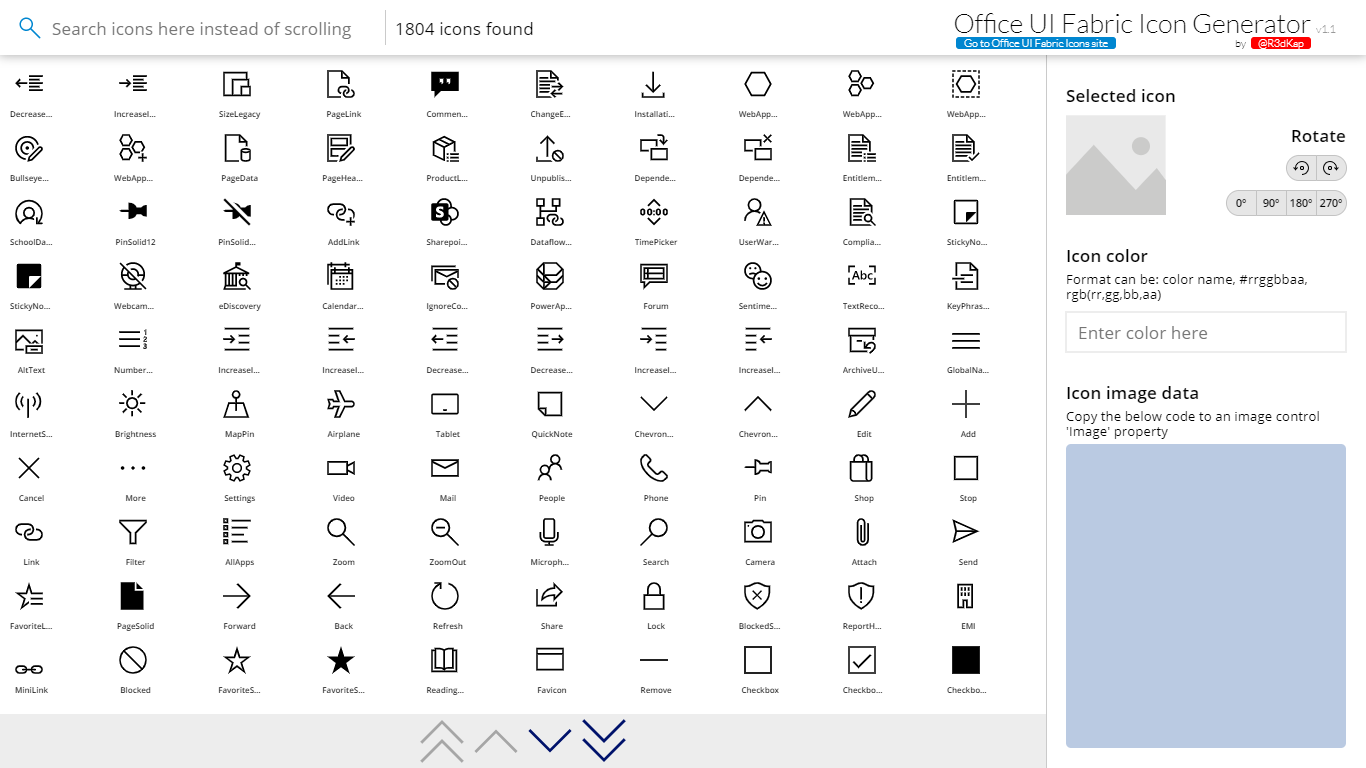 Search icons here instead of scrolling
1804 icons found
Office UI Fabric Icon Generator v1.1
Go to Office UI Fabric Icons site
by @R3dKap
Decrease... IncreaseI... SizeLegacy PageLink Commen... ChangeE... Installati... WebApp... WebApp... WebApp...
Bullseye... WebApp... PageData PageHea... ProductL... Unpublis... Depende... Depende... Entitlem... Entitlem...
SchoolDa... PinSolid12 PinSolid... AddLink Sharepoi... Dataflow... TimePicker UserWar... Complia... StickyNo...
StickyNo... Webcam... eDiscovery Calendar... IgnoreCo... PowerAp... Forum Sentime... TextReco... KeyPhras...
AltText Number... IncreaseI... IncreaseI... Decrease... Decrease... IncreaseI... IncreaseI... ArchiveU... GlobalNa...
InternetS... Brightness MapPin Airplane Tablet QuickNote Chevron... Chevron... Edit Add
Cancel More Settings Video Mail People Phone Pin Shop Stop
Link Filter AllApps Zoom ZoomOut Microph... Search Camera Attach Send
FavoriteL... PageSolid Forward Back Refresh Share Lock BlockedS... ReportH... EMI
MiniLink Blocked FavoriteS... FavoriteS... Reading... Favicon Remove Checkbox Checkbo... Checkbo...
Selected icon
Rotate
0° 90° 180° 270°
Icon color
Format can be: color name, #rrggbbaa,
rgb(rr,gg,bb,aa)
Enter color here
Icon image data
Copy the below code to an image control
'Image' property